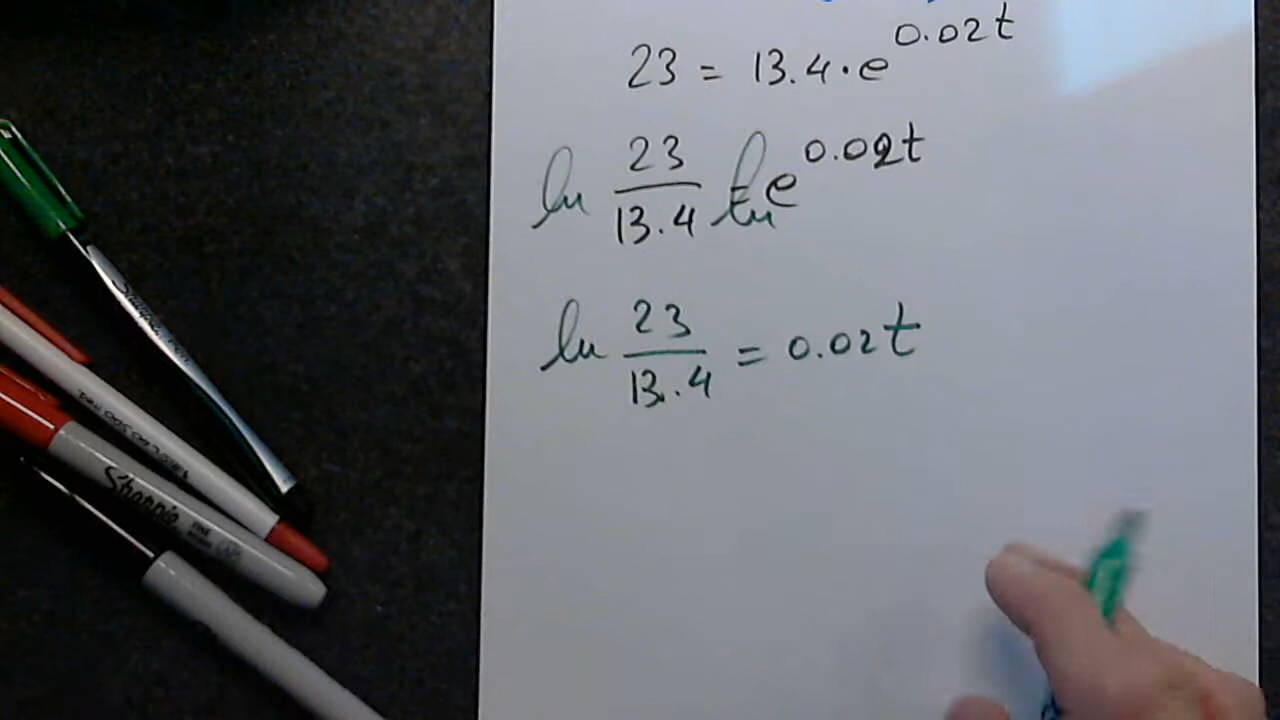 23 = 13.4 · e^0.02t
ln 23/13.4 ln e^0.02t
ln 23/13.4 = 0.02t
Sharpie
FINE